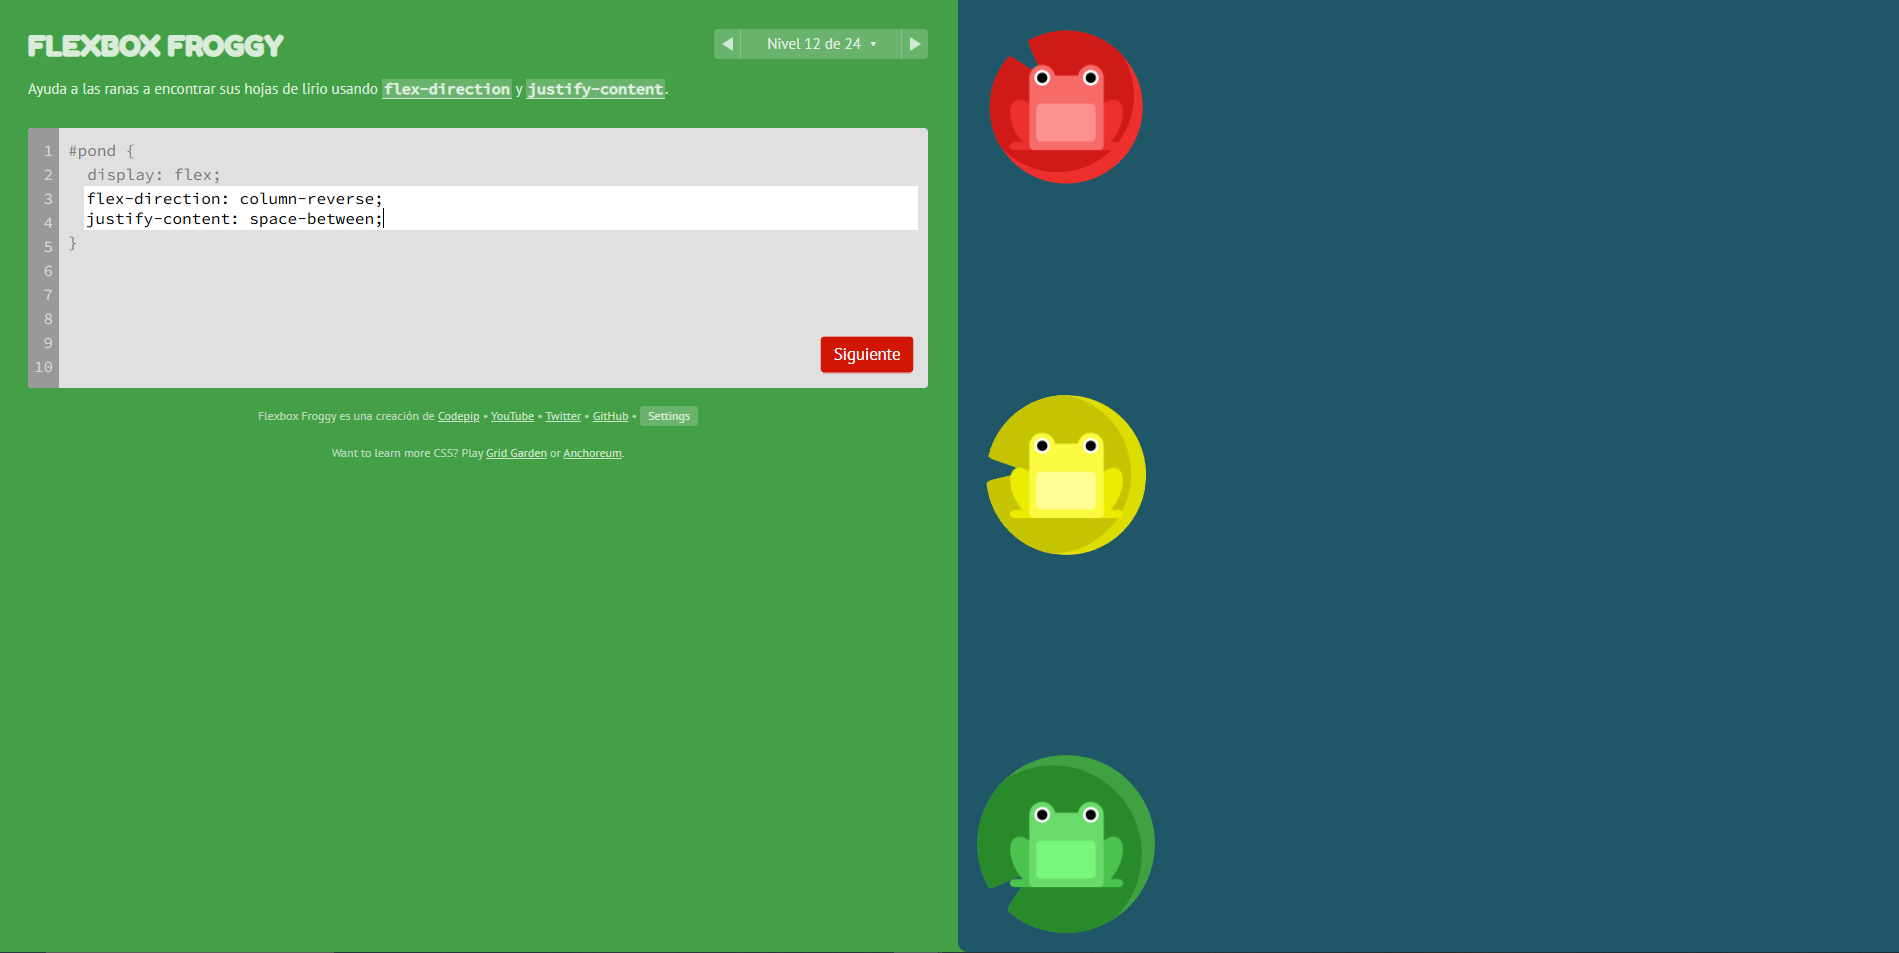 FLEXBOX FROGGY
◀ Nivel 12 de 24 ▾ ▶
Ayuda a las ranas a encontrar sus hojas de lirio usando flex-direction y justify-content.
1 #pond {
2 display: flex;
3 flex-direction: column-reverse;
4 justify-content: space-between;
5 }
6
7
8
9
10
Siguiente
Flexbox Froggy es una creación de Codepip • YouTube • Twitter • GitHub • Settings
Want to learn more CSS? Play Grid Garden or Anchoreum.